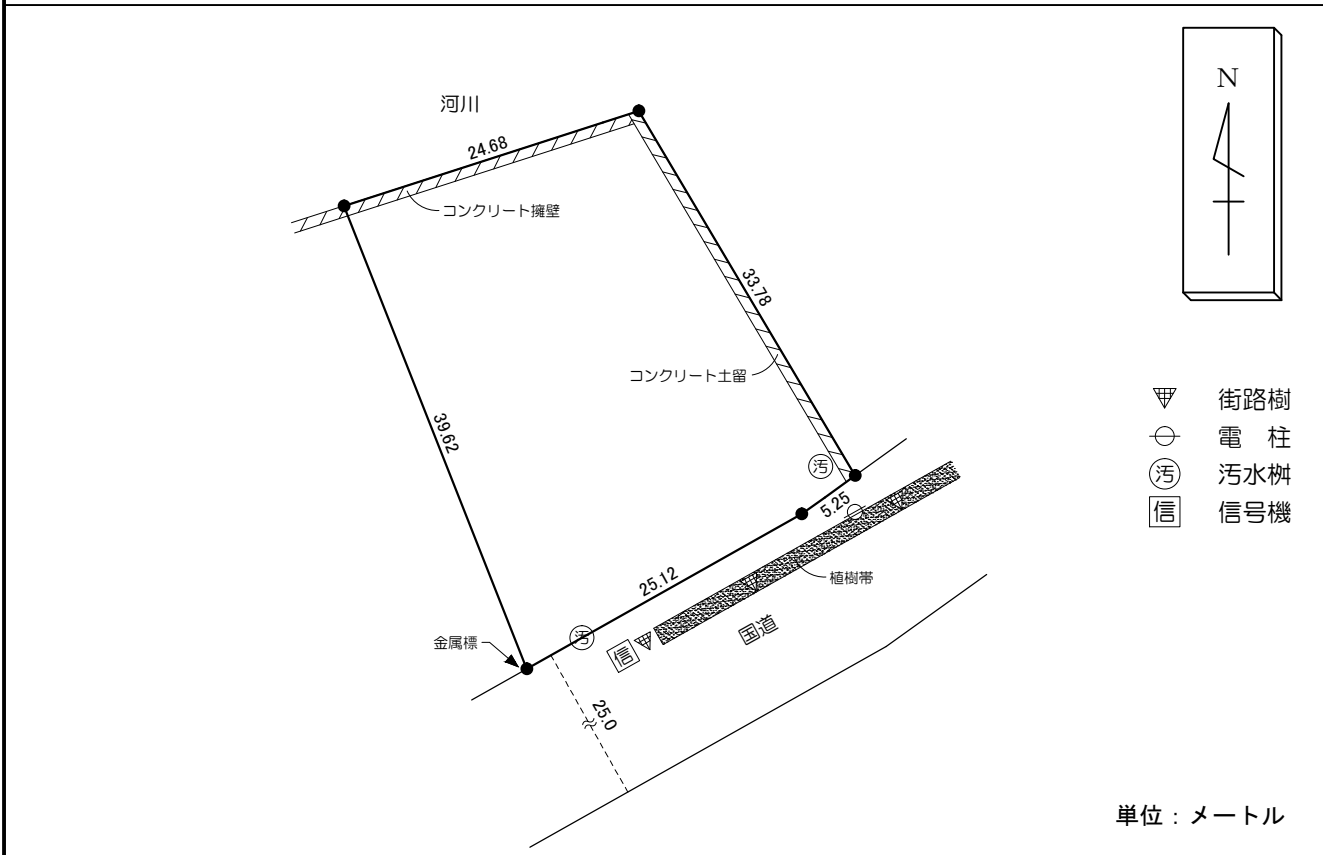 河川
24.68
コンクリート擁壁
33.78
コンクリート土留
39.62
汚
5.25
25.12
植樹帯
汚
信
国道
金属標
25.0
N
街路樹
電 柱
汚 汚水桝
信 信号機
単位：メートル